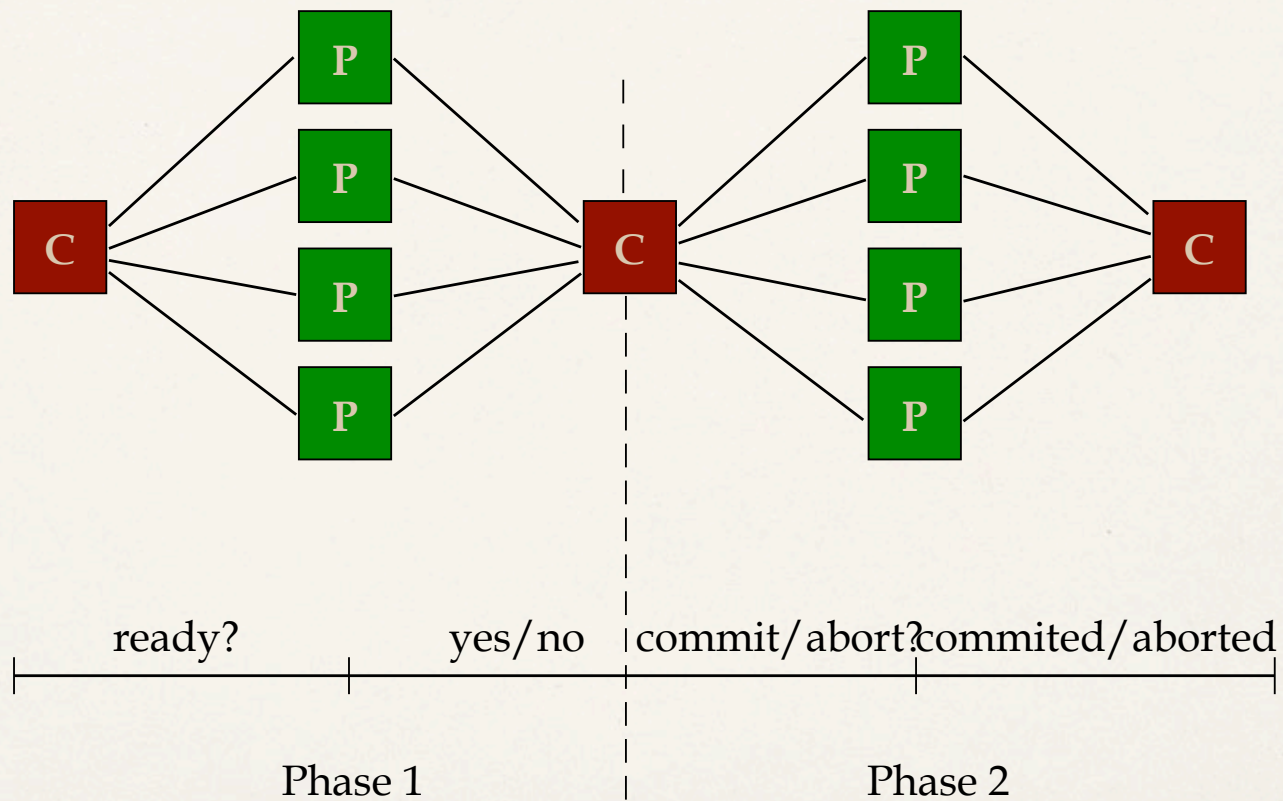 P
P
P
P
C
C
C
P
P
P
P
ready?
yes/no
commit/abort?
commited/aborted
Phase 1
Phase 2